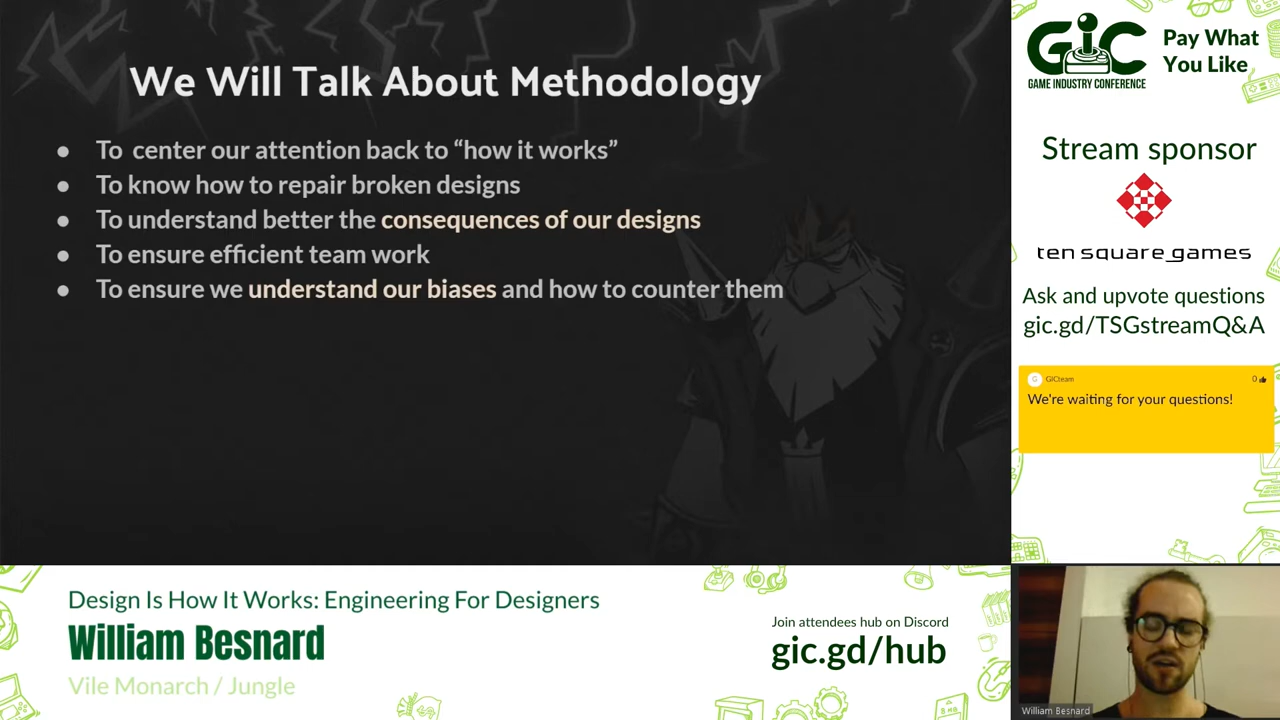 We Will Talk About Methodology
● To center our attention back to “how it works”
● To know how to repair broken designs
● To understand better the consequences of our designs
● To ensure efficient team work
● To ensure we understand our biases and how to counter them
GIC
GAME INDUSTRY CONFERENCE
Pay What
You Like
Stream sponsor
ten square games
Ask and upvote questions
gic.gd/TSGstreamQ&A
G GICteam 0
We're waiting for your questions!
Design Is How It Works: Engineering For Designers
William Besnard
Vile Monarch / Jungle
Join attendees hub on Discord
gic.gd/hub
William Besnard